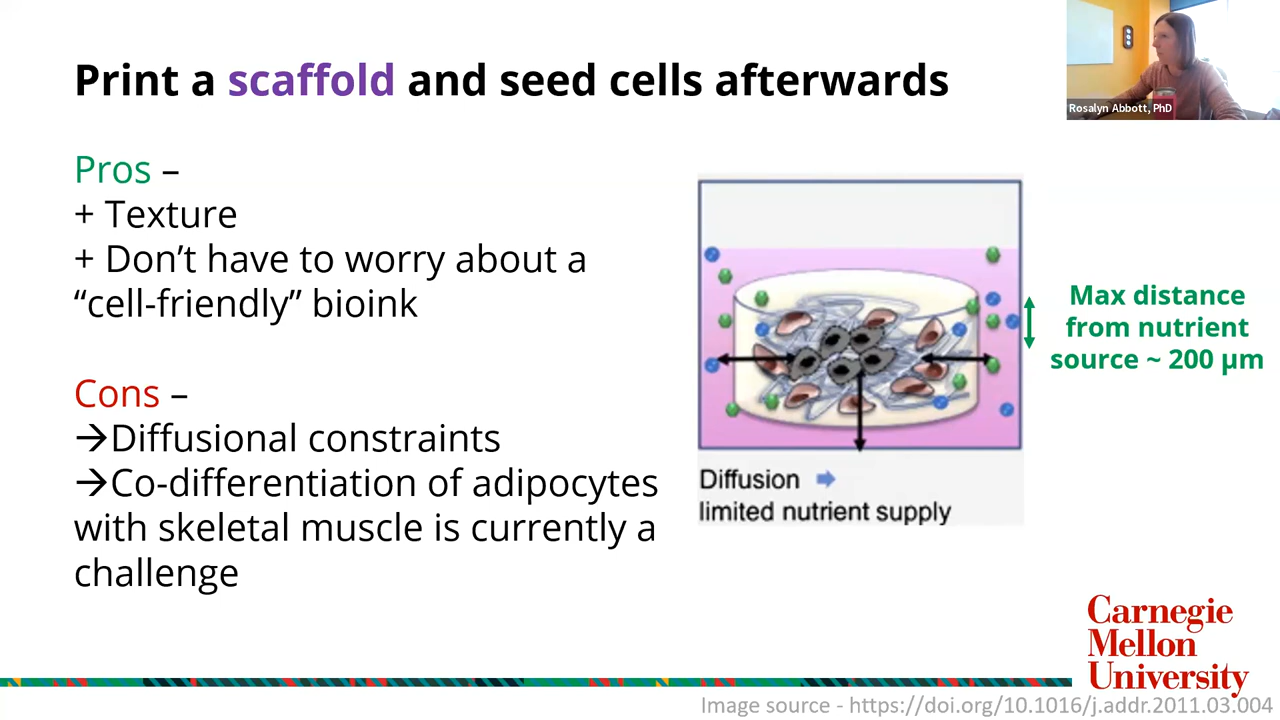 Print a scaffold and seed cells afterwards
Rosalyn Abbott, PhD
Pros –
+ Texture
+ Don’t have to worry about a
“cell-friendly” bioink
Cons –
→Diffusional constraints
→Co-differentiation of adipocytes
with skeletal muscle is currently a
challenge
Max distance
from nutrient
source ~ 200 µm
Diffusion ➡
limited nutrient supply
Carnegie
Mellon
University
Image source - https://doi.org/10.1016/j.addr.2011.03.004